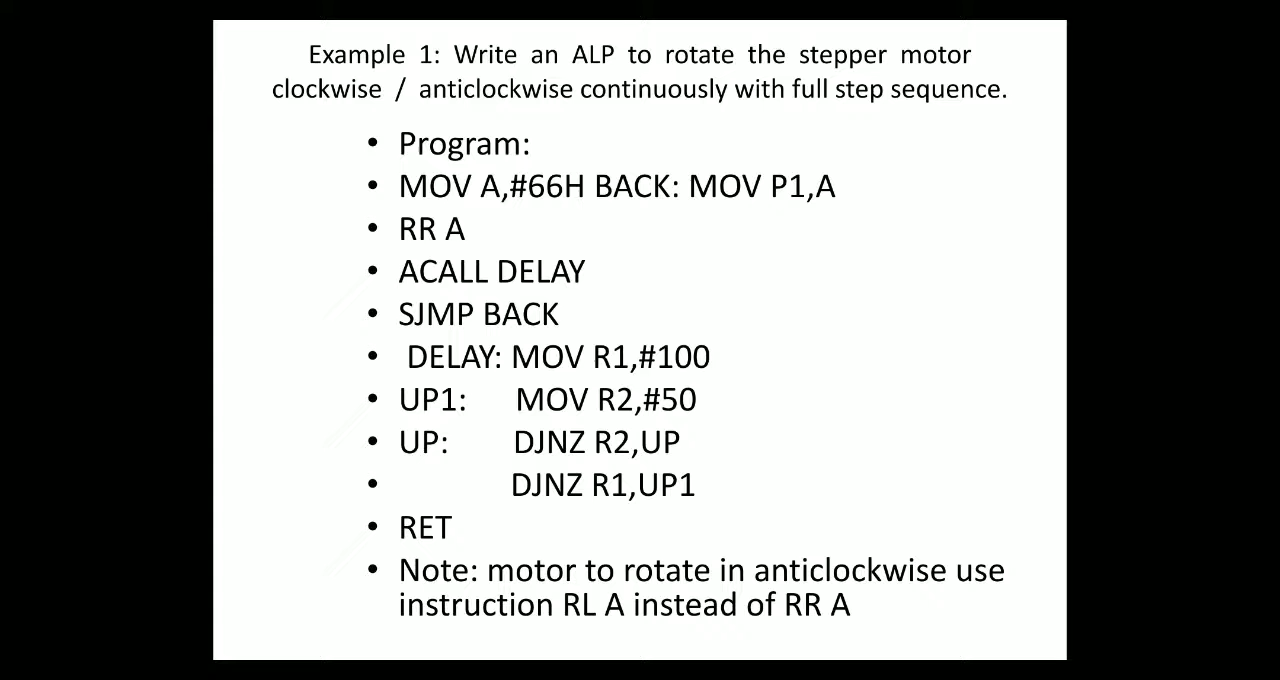 Example 1: Write an ALP to rotate the stepper motor
clockwise / anticlockwise continuously with full step sequence.
• Program:
• MOV A,#66H BACK: MOV P1,A
• RR A
• ACALL DELAY
• SJMP BACK
• DELAY: MOV R1,#100
• UP1: MOV R2,#50
• UP: DJNZ R2,UP
• DJNZ R1,UP1
• RET
• Note: motor to rotate in anticlockwise use
instruction RL A instead of RR A